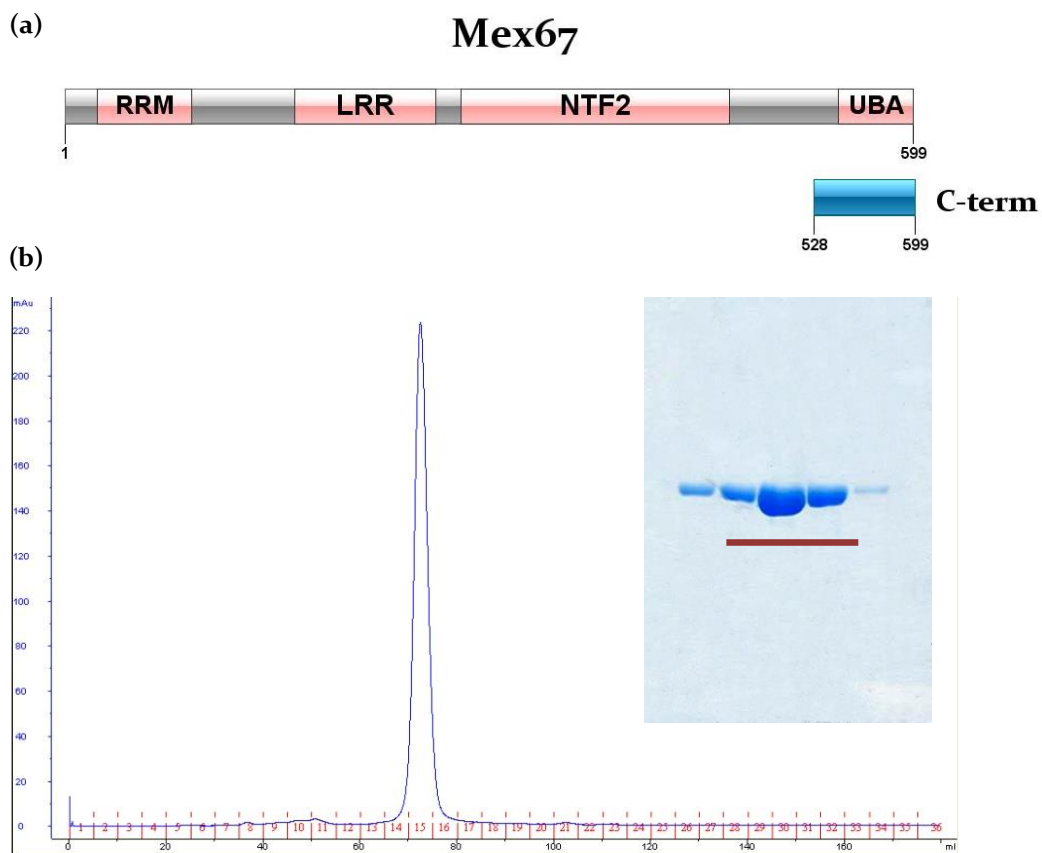 (a)
Mex67
RRM LRR NTF2 UBA
1 599
C-term
528 599
(b)
mAu
220
200
180
160
140
120
100
80
60
40
20
0
1 2 3 4 5 6 7 8 9 10 11 12 13 14 15 16 17 18 19 20 21 22 23 24 25 26 27 28 29 30 31 32 33 34 35 36
0 20 40 60 80 100 120 140 160 ml